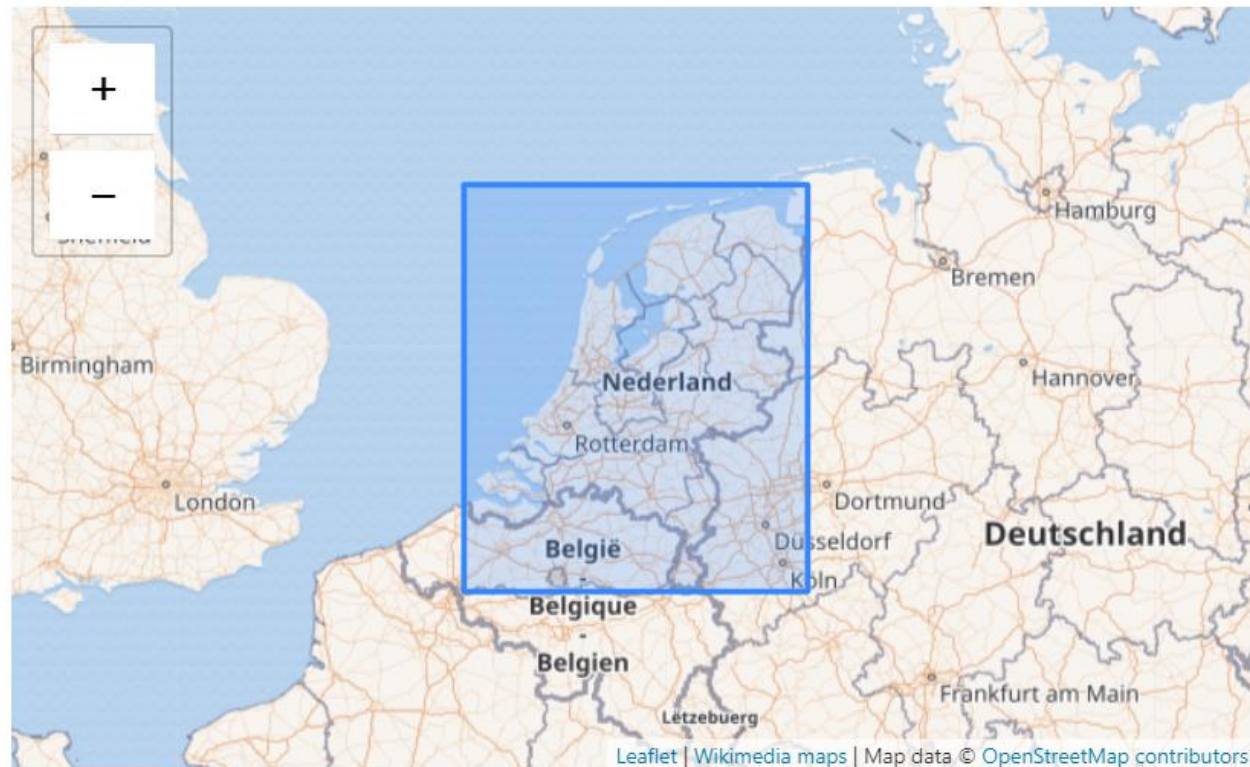 +
−
Hamburg
Bremen
Birmingham
Nederland
Hannover
Rotterdam
London
Dortmund
Deutschland
België
Düsseldorf
-
Köln
Belgique
-
Belgien
Frankfurt am Main
Lëtzebuerg
Leaflet | Wikimedia maps | Map data © OpenStreetMap contributors